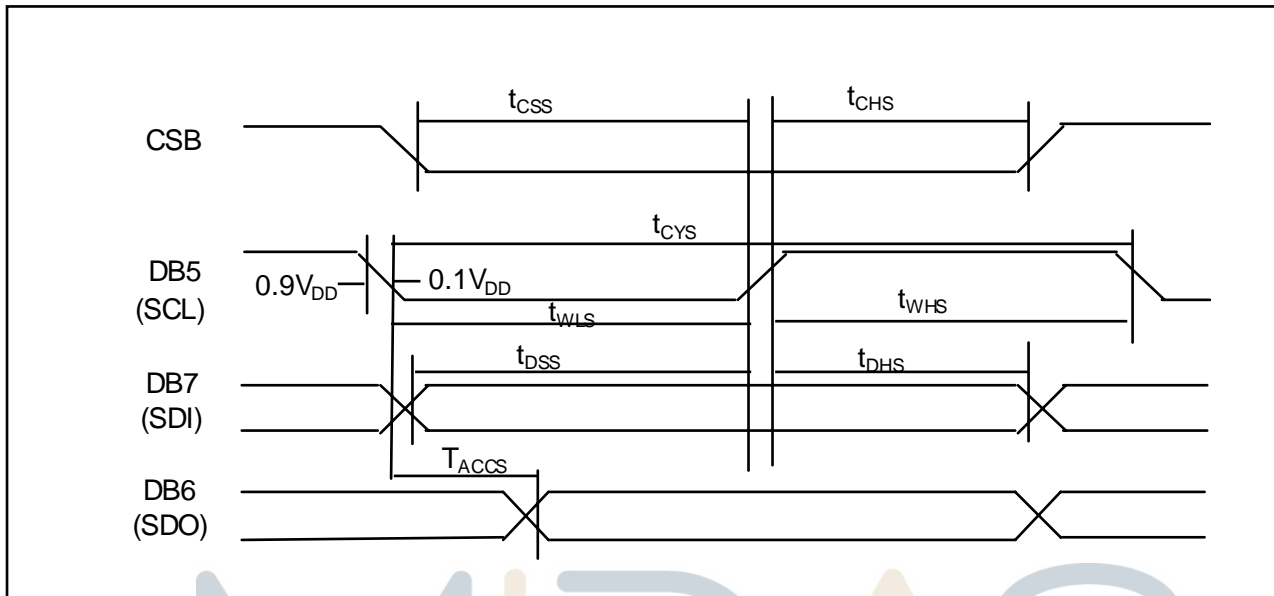 tCSS
tCHS
CSB
tCYS
DB5
(SCL)
0.9VDD
0.1VDD
tWLS
tWHS
tDSS
tDHS
DB7
(SDI)
TACCS
DB6
(SDO)